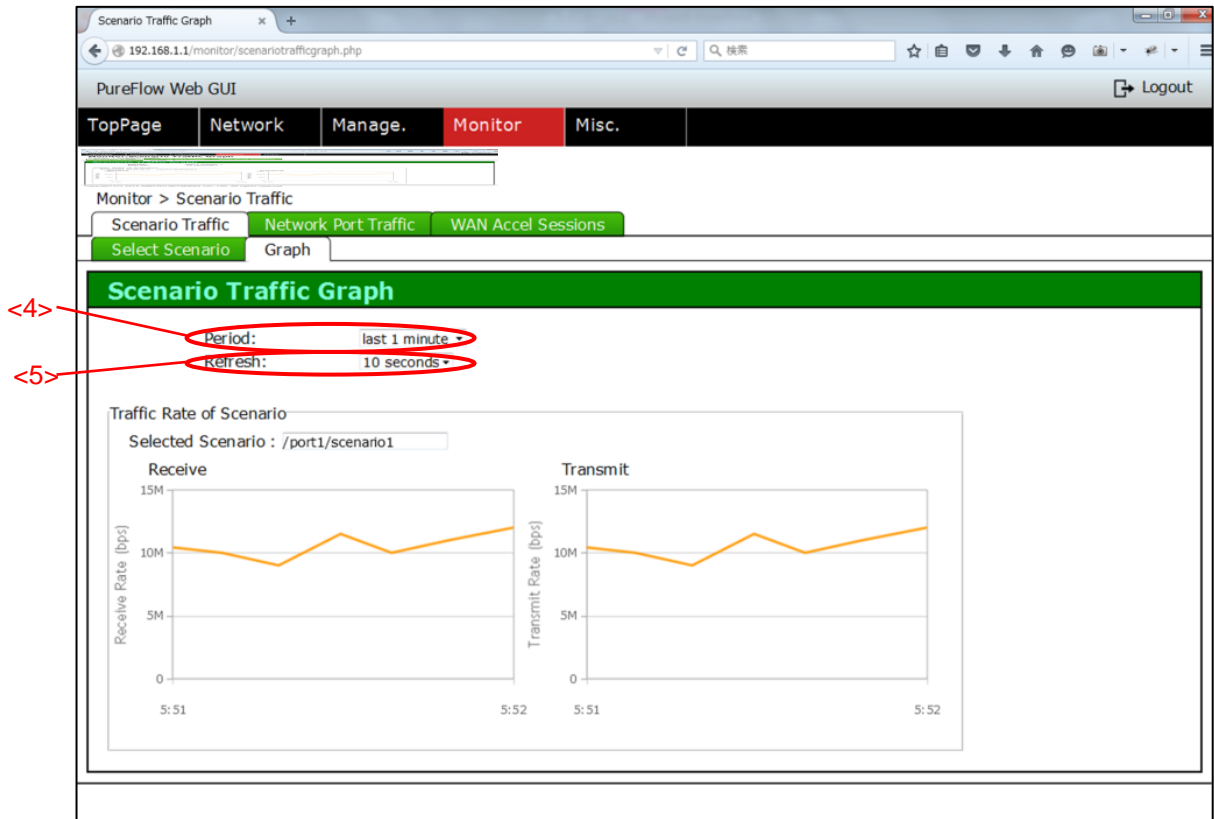 Scenario Traffic Graph × +
192.168.1.1/monitor/scenariotrafficgraph.php 検索
PureFlow Web GUI Logout
TopPage Network Manage. Monitor Misc.
Monitor > Scenario Traffic
Scenario Traffic Network Port Traffic WAN Accel Sessions
Select Scenario Graph
Scenario Traffic Graph
<4>
Period: last 1 minute
<5>
Refresh: 10 seconds
Traffic Rate of Scenario
Selected Scenario : /port1/scenario1
Receive
15M
10M
5M
0
Receive Rate (bps)
5:51 5:52
Transmit
15M
10M
5M
0
Transmit Rate (bps)
5:51 5:52